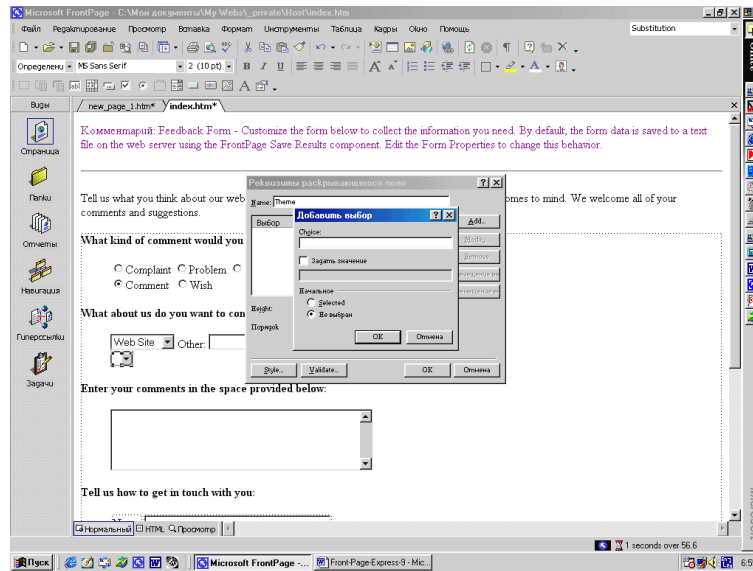 Microsoft FrontPage - C:\Мои документы\My Webs\_private\Host\index.htm
Файл Редактирование Просмотр Вставка Формат Инструменты Таблица Кадры Окно Помощь
Substitution
Определены MS Sans Serif 2 (10 pt)
Виды
new_page_1.htm* index.htm*
Комментарий: Feedback Form - Customize the form below to collect the information you need. By default, the form data is saved to a text
file on the web server using the FrontPage Save Results component. Edit the Form Properties to change this behavior.
Страница
Папки
Отчеты
Навигация
Гиперссылки
Задачи
Tell us what you think about our web
omes to mind. We welcome all of your
comments and suggestions.
What kind of comment would you
Complaint Problem
Comment Wish
What about us do you want to com
Web Site Other:
Enter your comments in the space provided below:
Tell us how to get in touch with you:
Реквизиты раскрывающегося поля
Name: Theme
Выбор
Add...
Modify...
Remove
Height:
Порядок
Style... Validate... OK Отмена
Добавить выбор
Choice:
Задать значение
Начальное
Selected
Не выбран
OK Отмена
Нормальный HTML Просмотр
1 seconds over 56.6
Пуск Microsoft FrontPage -... Front-Page-Express-9 - Mic...
Office